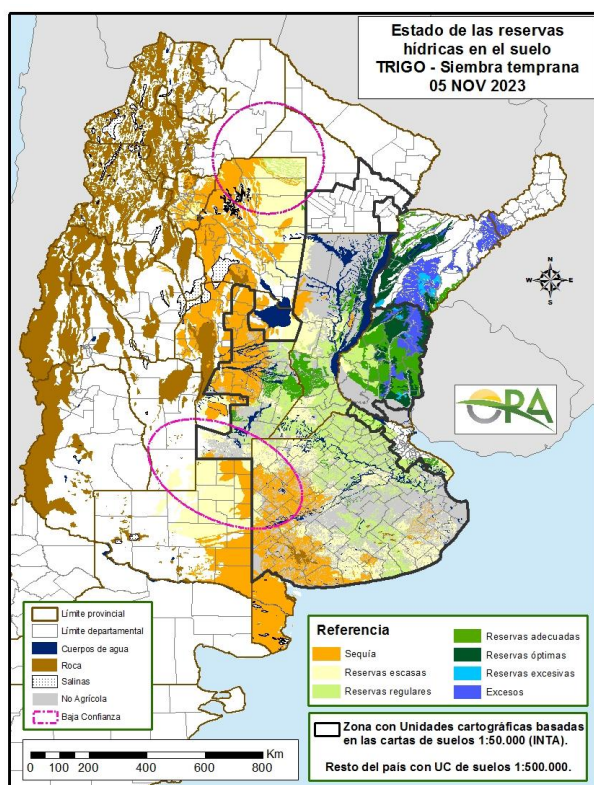 Estado de las reservas
hídricas en el suelo
TRIGO - Siembra temprana
05 NOV 2023
N
W E
S
ORA
Límite provincial
Límite departamental
Cuerpos de agua
Roca
Salinas
No Agrícola
Baja Confianza
Referencia
Sequía
Reservas escasas
Reservas regulares
Reservas adecuadas
Reservas óptimas
Reservas excesivas
Excesos
Zona con Unidades cartográficas basadas
en las cartas de suelos 1:50.000 (INTA).
Resto del país con UC de suelos 1:500.000.
Km
0 100 200 400 600 800